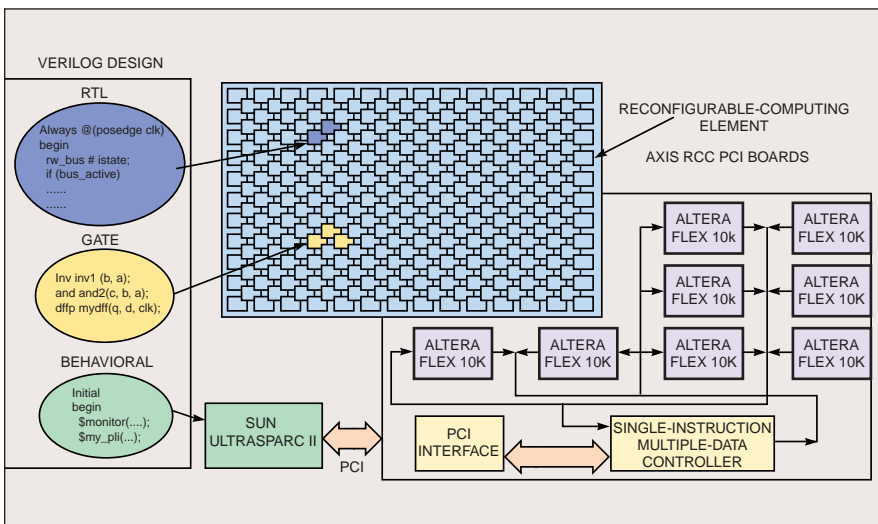 VERILOG DESIGN
RTL
Always @(posedge clk)
begin
rw_bus # istate;
if (bus_active)
......
......
GATE
Inv inv1 (b, a);
and and2(c, b, a);
dffp mydff(q, d, clk);
BEHAVIORAL
Initial
begin
$monitor(....);
$my_pli(...);
SUN
ULTRASPARC II
PCI
RECONFIGURABLE-COMPUTING
ELEMENT
AXIS RCC PCI BOARDS
ALTERA
FLEX 10k
ALTERA
FLEX 10K
ALTERA
FLEX 10k
ALTERA
FLEX 10K
ALTERA
FLEX 10K
ALTERA
FLEX 10K
ALTERA
FLEX 10K
ALTERA
FLEX 10K
PCI
INTERFACE
SINGLE-INSTRUCTION
MULTIPLE-DATA
CONTROLLER